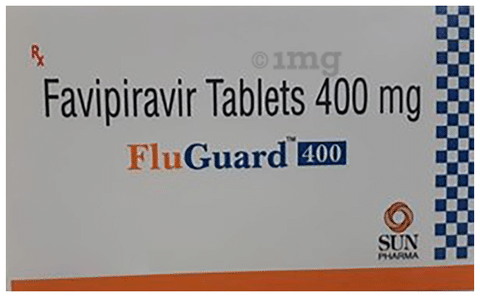 ©1mg
Rx
Favipiravir Tablets 400 mg
FluGuard™ 400
SUN
PHARMA